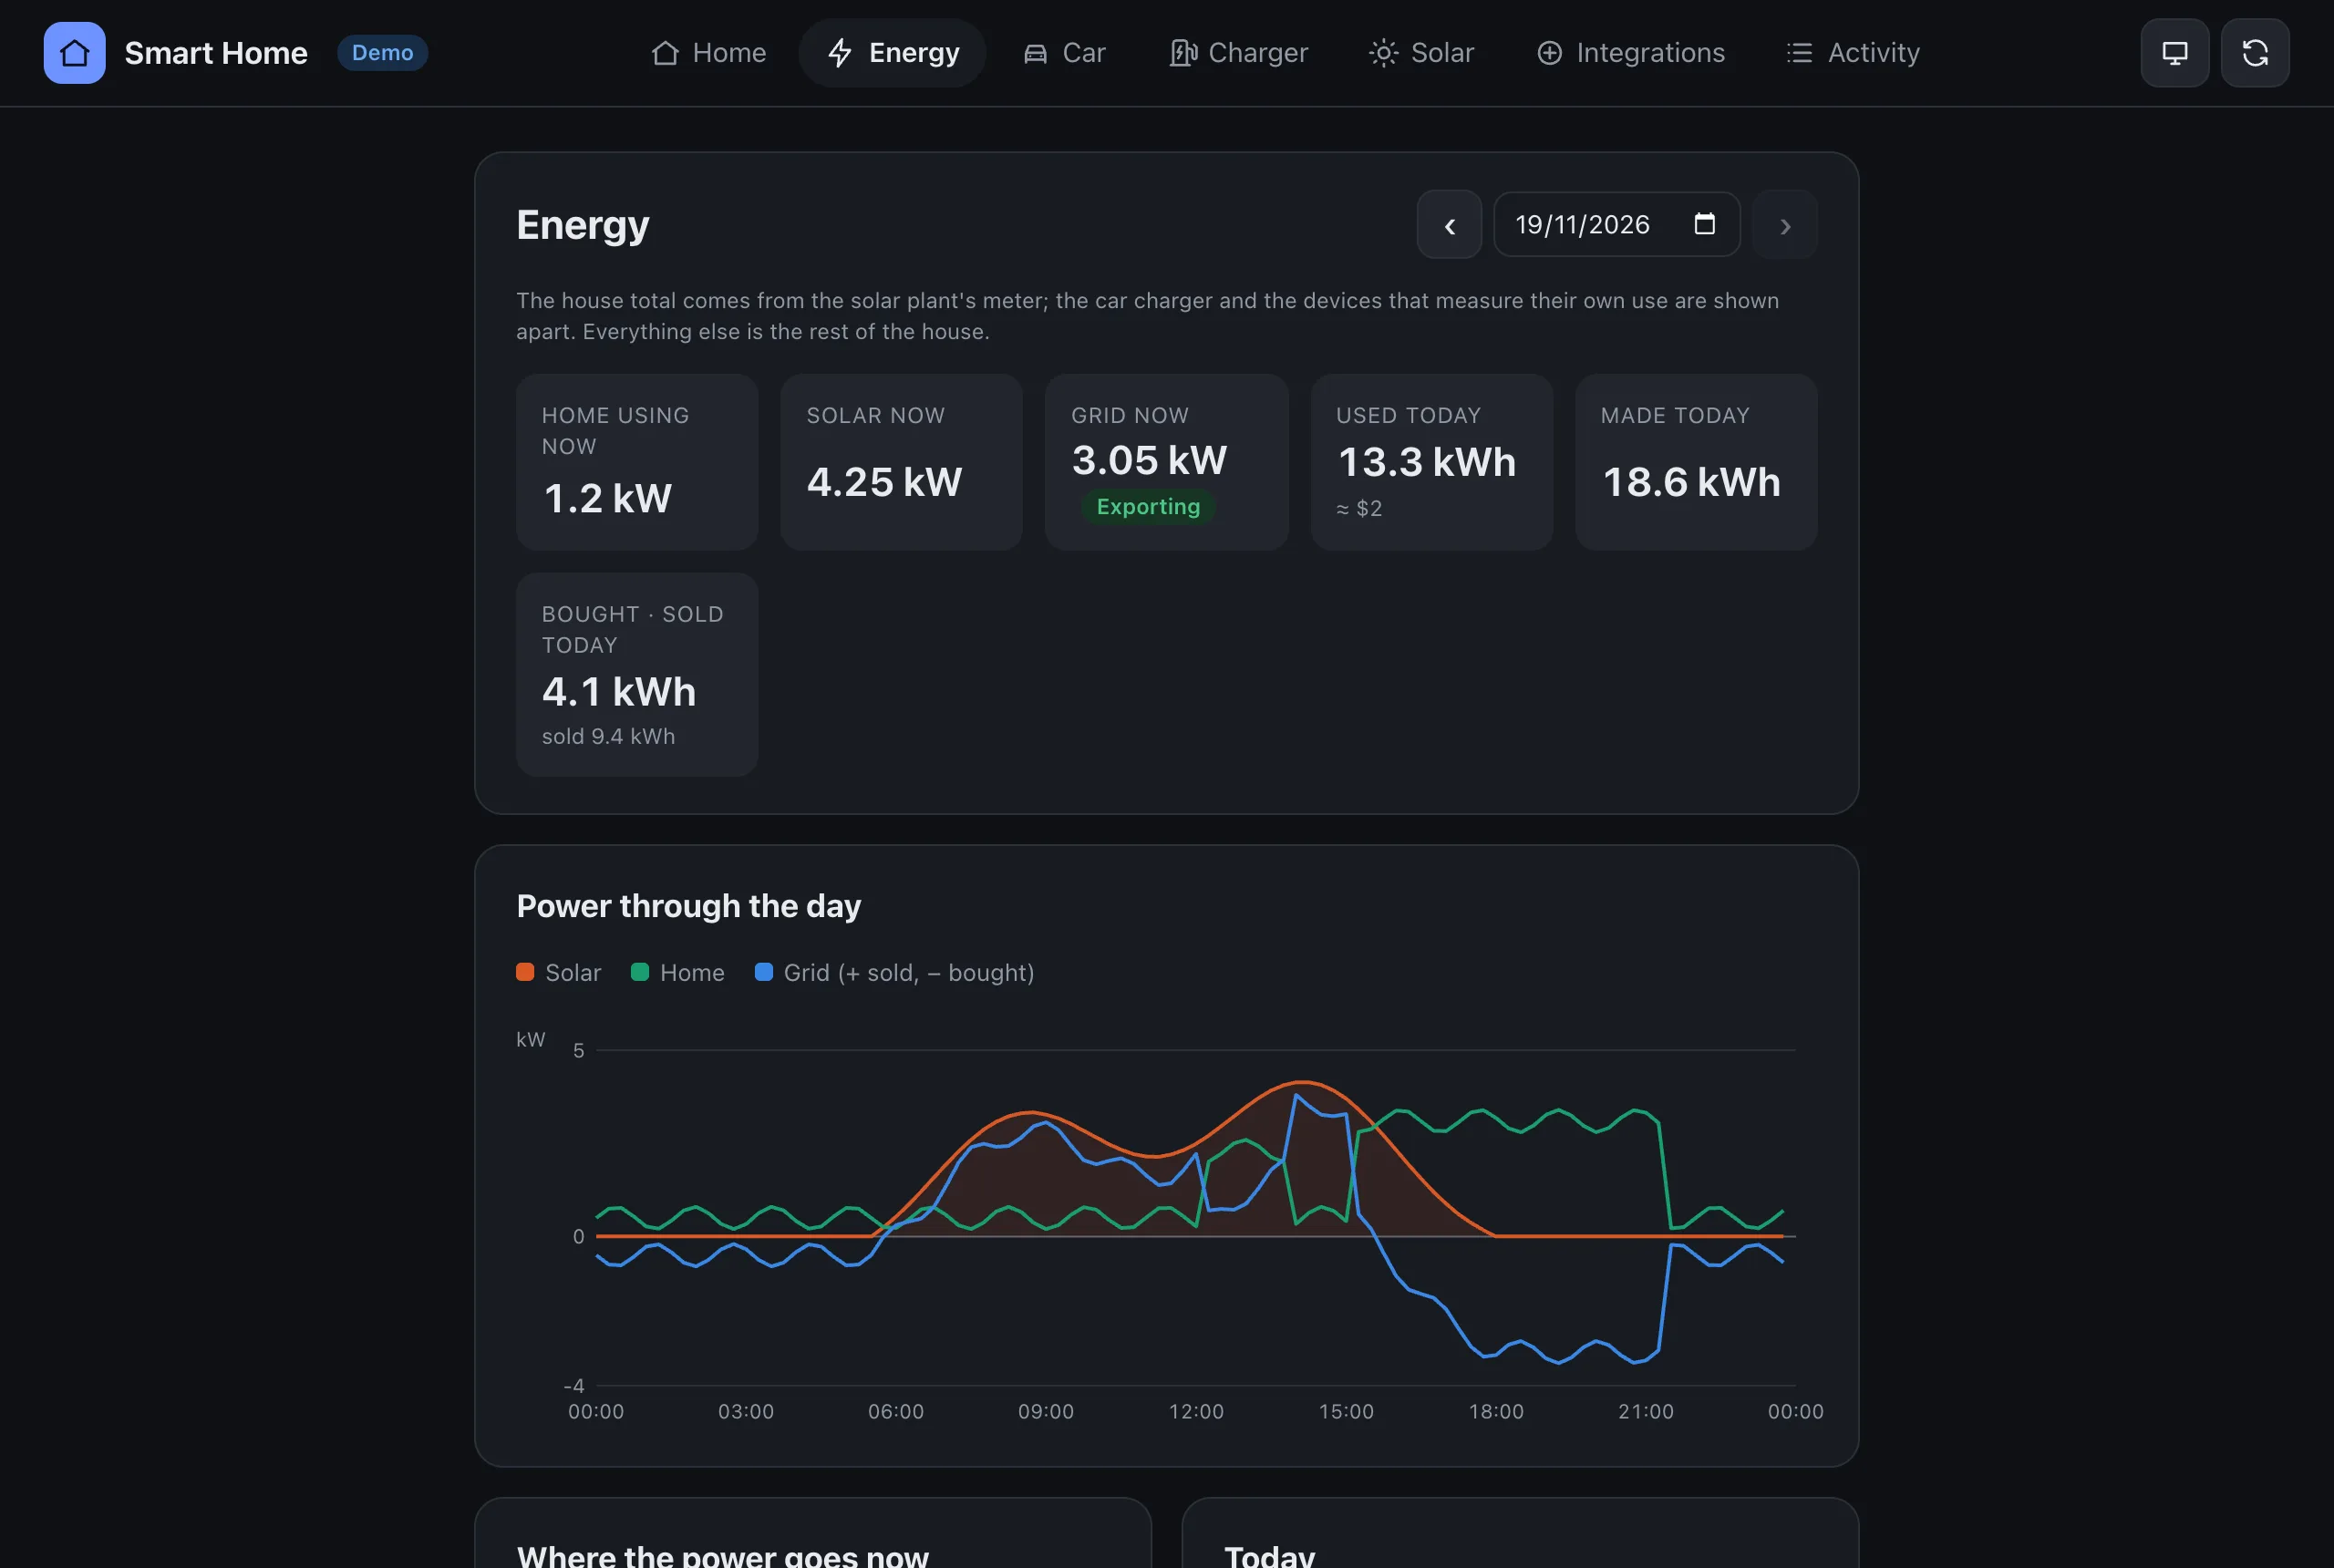 Smart Home
Demo
Home
Energy
Car
Charger
Solar
Integrations
Activity
Energy
19/11/2026
The house total comes from the solar plant's meter; the car charger and the devices that measure their own use are shown
apart. Everything else is the rest of the house.
HOME USING
NOW
1.2 kW
SOLAR NOW
4.25 kW
GRID NOW
3.05 kW
Exporting
USED TODAY
13.3 kWh
≈ $2
MADE TODAY
18.6 kWh
BOUGHT · SOLD
TODAY
4.1 kWh
sold 9.4 kWh
Power through the day
Solar
Home
Grid (+ sold, – bought)
kW
5
0
-4
00:00
03:00
06:00
09:00
12:00
15:00
18:00
21:00
00:00
Where the power goes now
Today